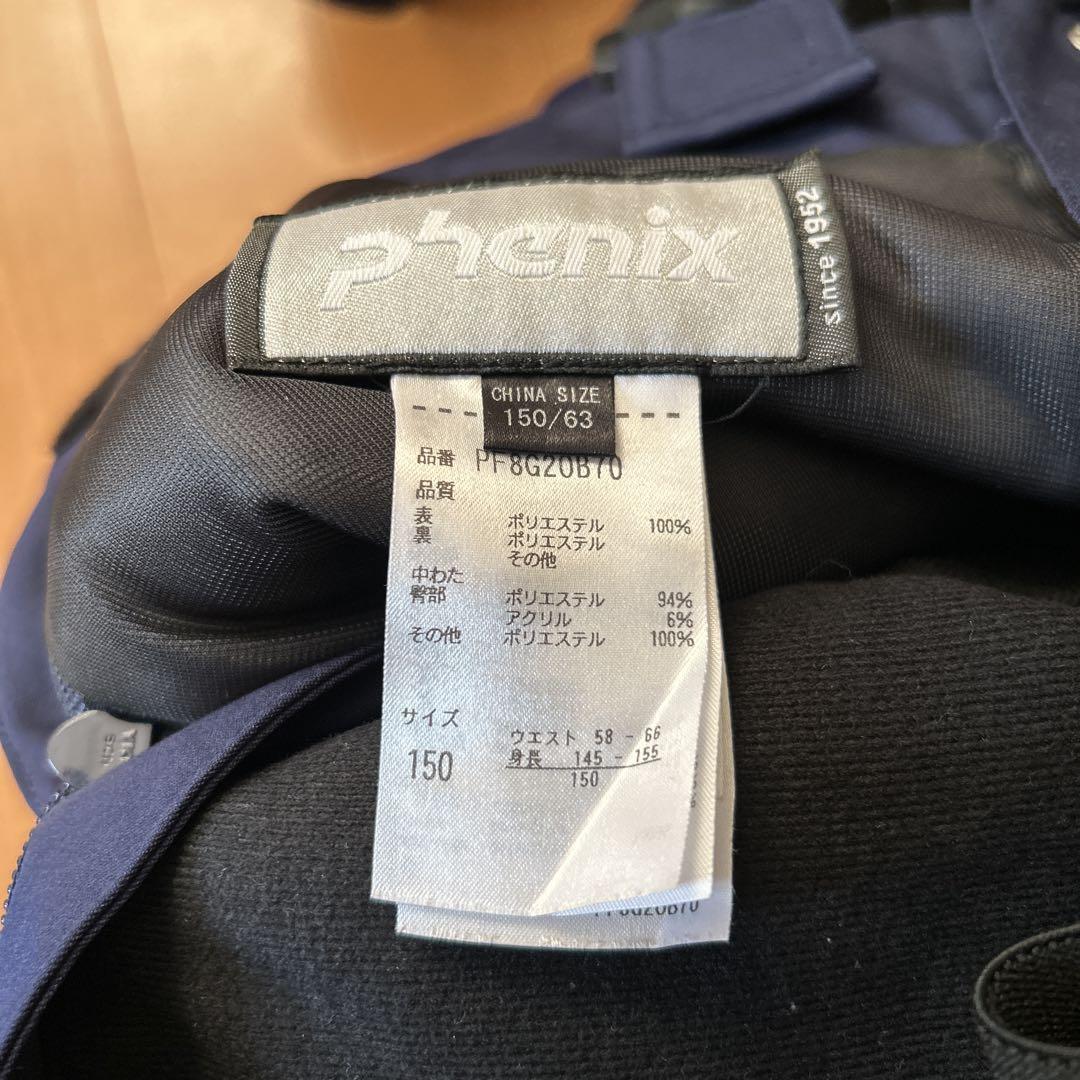 phenix
since 1952
CHINA SIZE
150/63
品番 PF8G20B70
品質
表 ポリエステル 100%
裏 ポリエステル
その他
中わた
臀部 ポリエステル 94%
アクリル 6%
その他 ポリエステル 100%
サイズ
150
ウエスト 58 - 66
身長 145 - 155
150
PF8G20B70